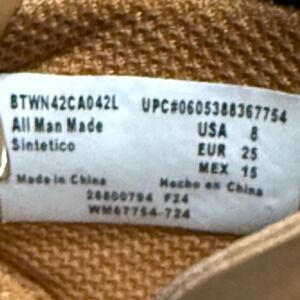 BTWN42CA042L UPC#0605388367754
All Man Made USA 8
Sintetico EUR 25
MEX 15
Made in China Hecho en China
28800794 F24
WM67754-724